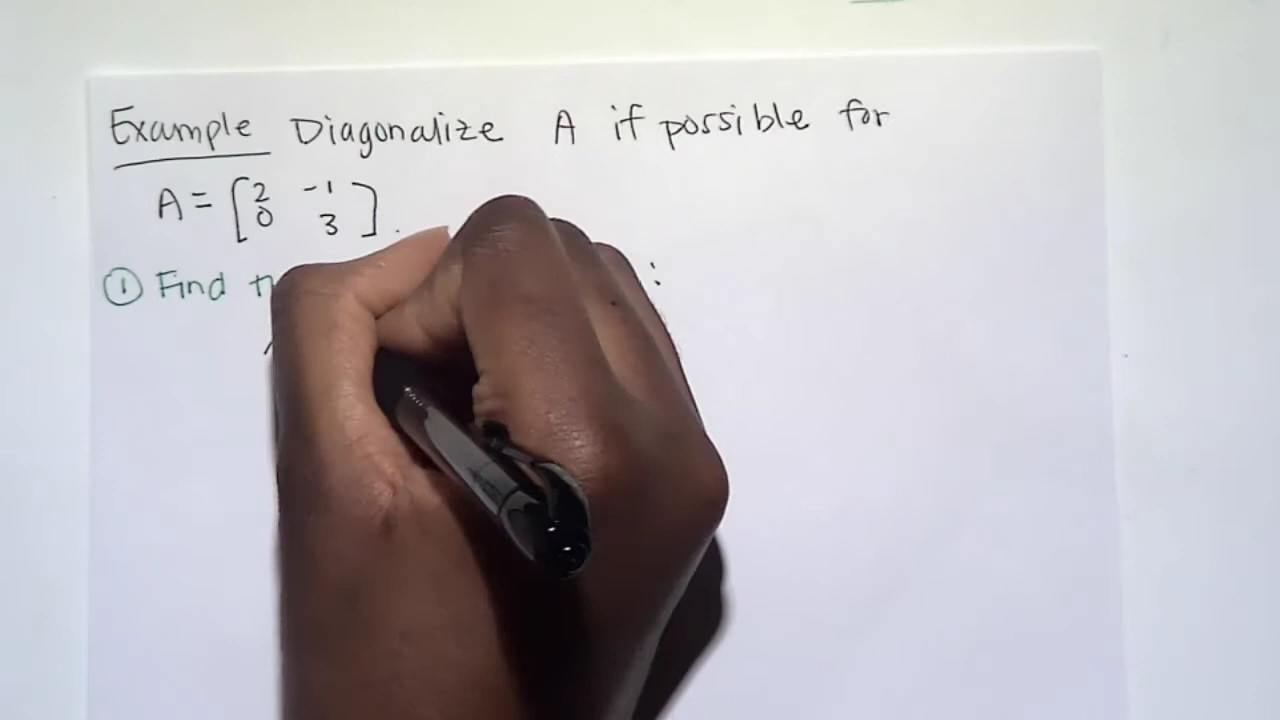 Example Diagonalize A if possible for
A = [2 -1
0 3].
① Find
: